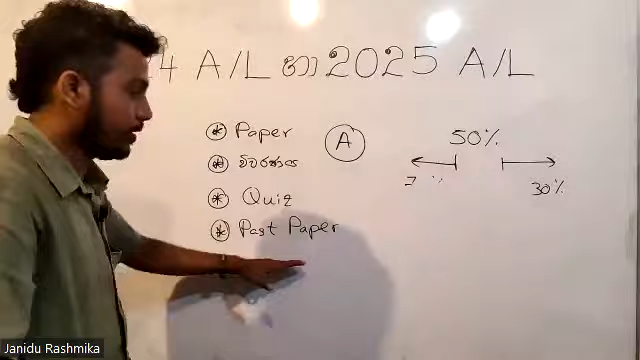 4 A/L හා 2025 A/L
* Paper
* විවරණය
* Quiz
* Past Paper
A
50%
30%
Janidu Rashmika